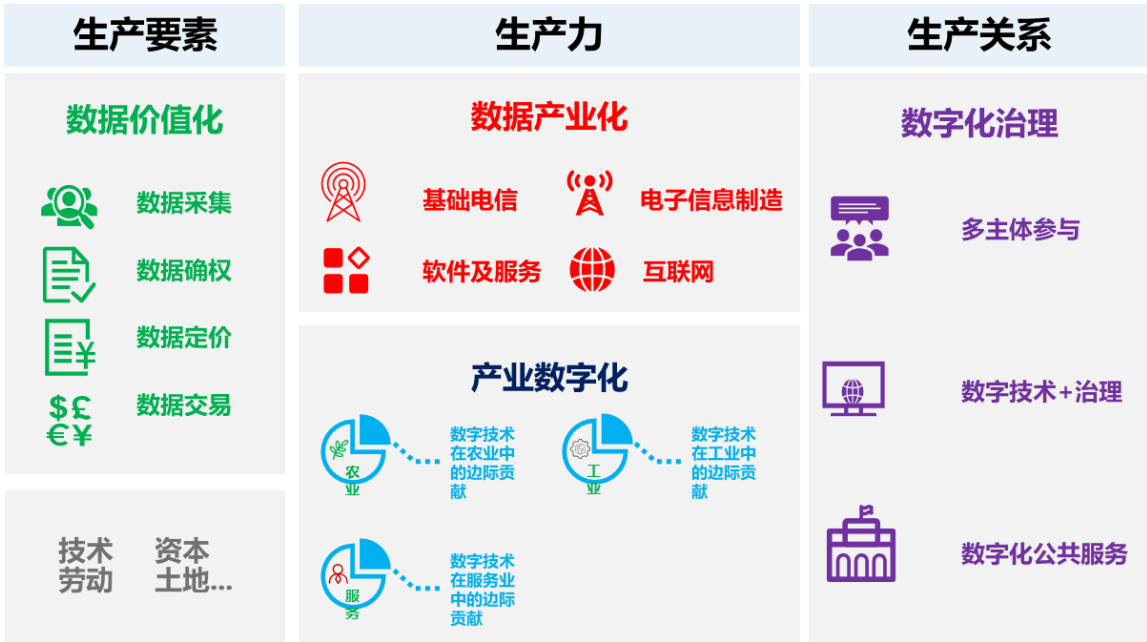 生产要素
数据价值化
数据采集
数据确权
数据定价
¥
数据交易
$£
€¥
技术 资本
劳动 土地...
生产力
数据产业化
基础电信
电子信息制造
软件及服务
互联网
产业数字化
农
业
数字技术
在农业中
的边际贡
献
工
业
数字技术
在工业中
的边际贡
献
服
务
数字技术
在服务业
中的边际
贡献
生产关系
数字化治理
多主体参与
数字技术+治理
数字化公共服务